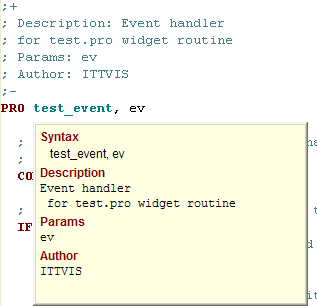 ;+
; Description: Event handler
; for test.pro widget routine
; Params: ev
; Author: ITTVIS
;-
PRO test_event, ev
;
;
CO
;
IF
Syntax
test_event, ev
Description
Event handler
for test.pro widget routine
Params
ev
Author
ITTVIS